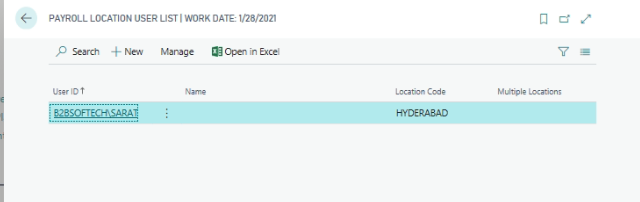 PAYROLL LOCATION USER LIST | WORK DATE: 1/28/2021
Search + New Manage Open in Excel
User ID ↑ Name Location Code Multiple Locations
B2BSOFTECH\SARAT HYDERABAD